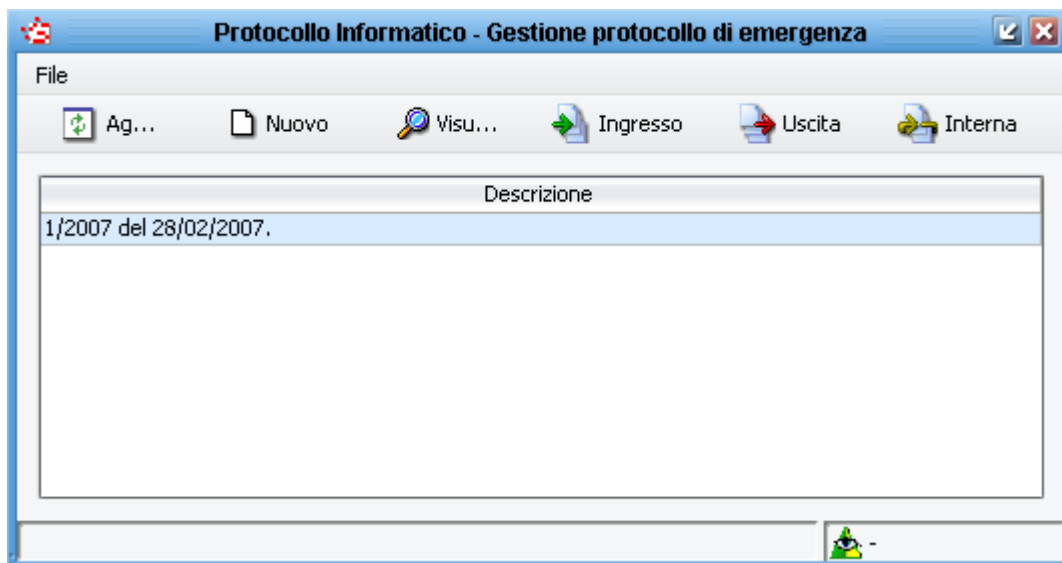 Protocollo Informatico - Gestione protocollo di emergenza
File
Ag... Nuovo Visu... Ingresso Uscita Interna
Descrizione
1/2007 del 28/02/2007.
-